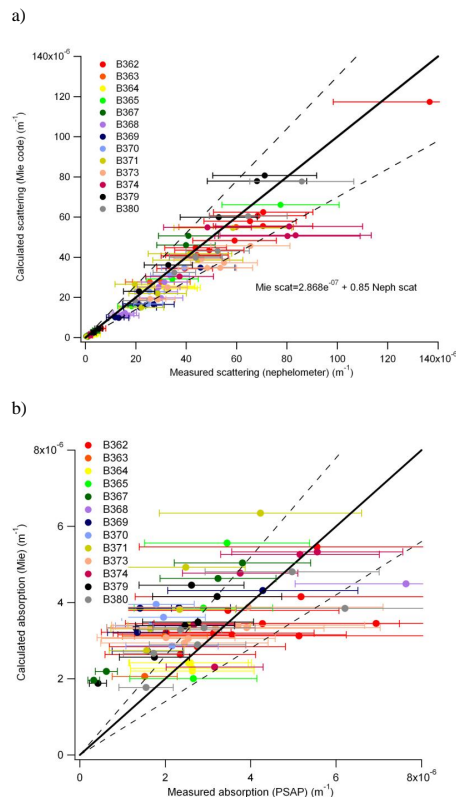 a)
140x10⁻⁶
120
100
80
60
40
20
0
Calculated scattering (Mie code) (m⁻¹)
B362
B363
B364
B365
B367
B368
B369
B370
B371
B373
B374
B379
B380
Mie scat=2.868e⁻⁰⁷ + 0.85 Neph scat
0 20 40 60 80 100 120 140x10⁻⁶
Measured scattering (nephelometer) (m⁻¹)
b)
8x10⁻⁶
6
4
2
0
Calculated absorption (Mie) (m⁻¹)
B362
B363
B364
B365
B367
B368
B369
B370
B371
B373
B374
B379
B380
0 2 4 6 8x10⁻⁶
Measured absorption (PSAP) (m⁻¹)